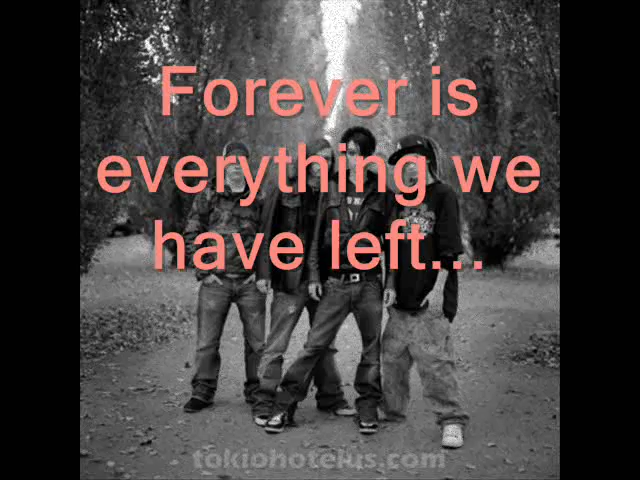 Forever is
everything we
have left...
tokiohotelus.com